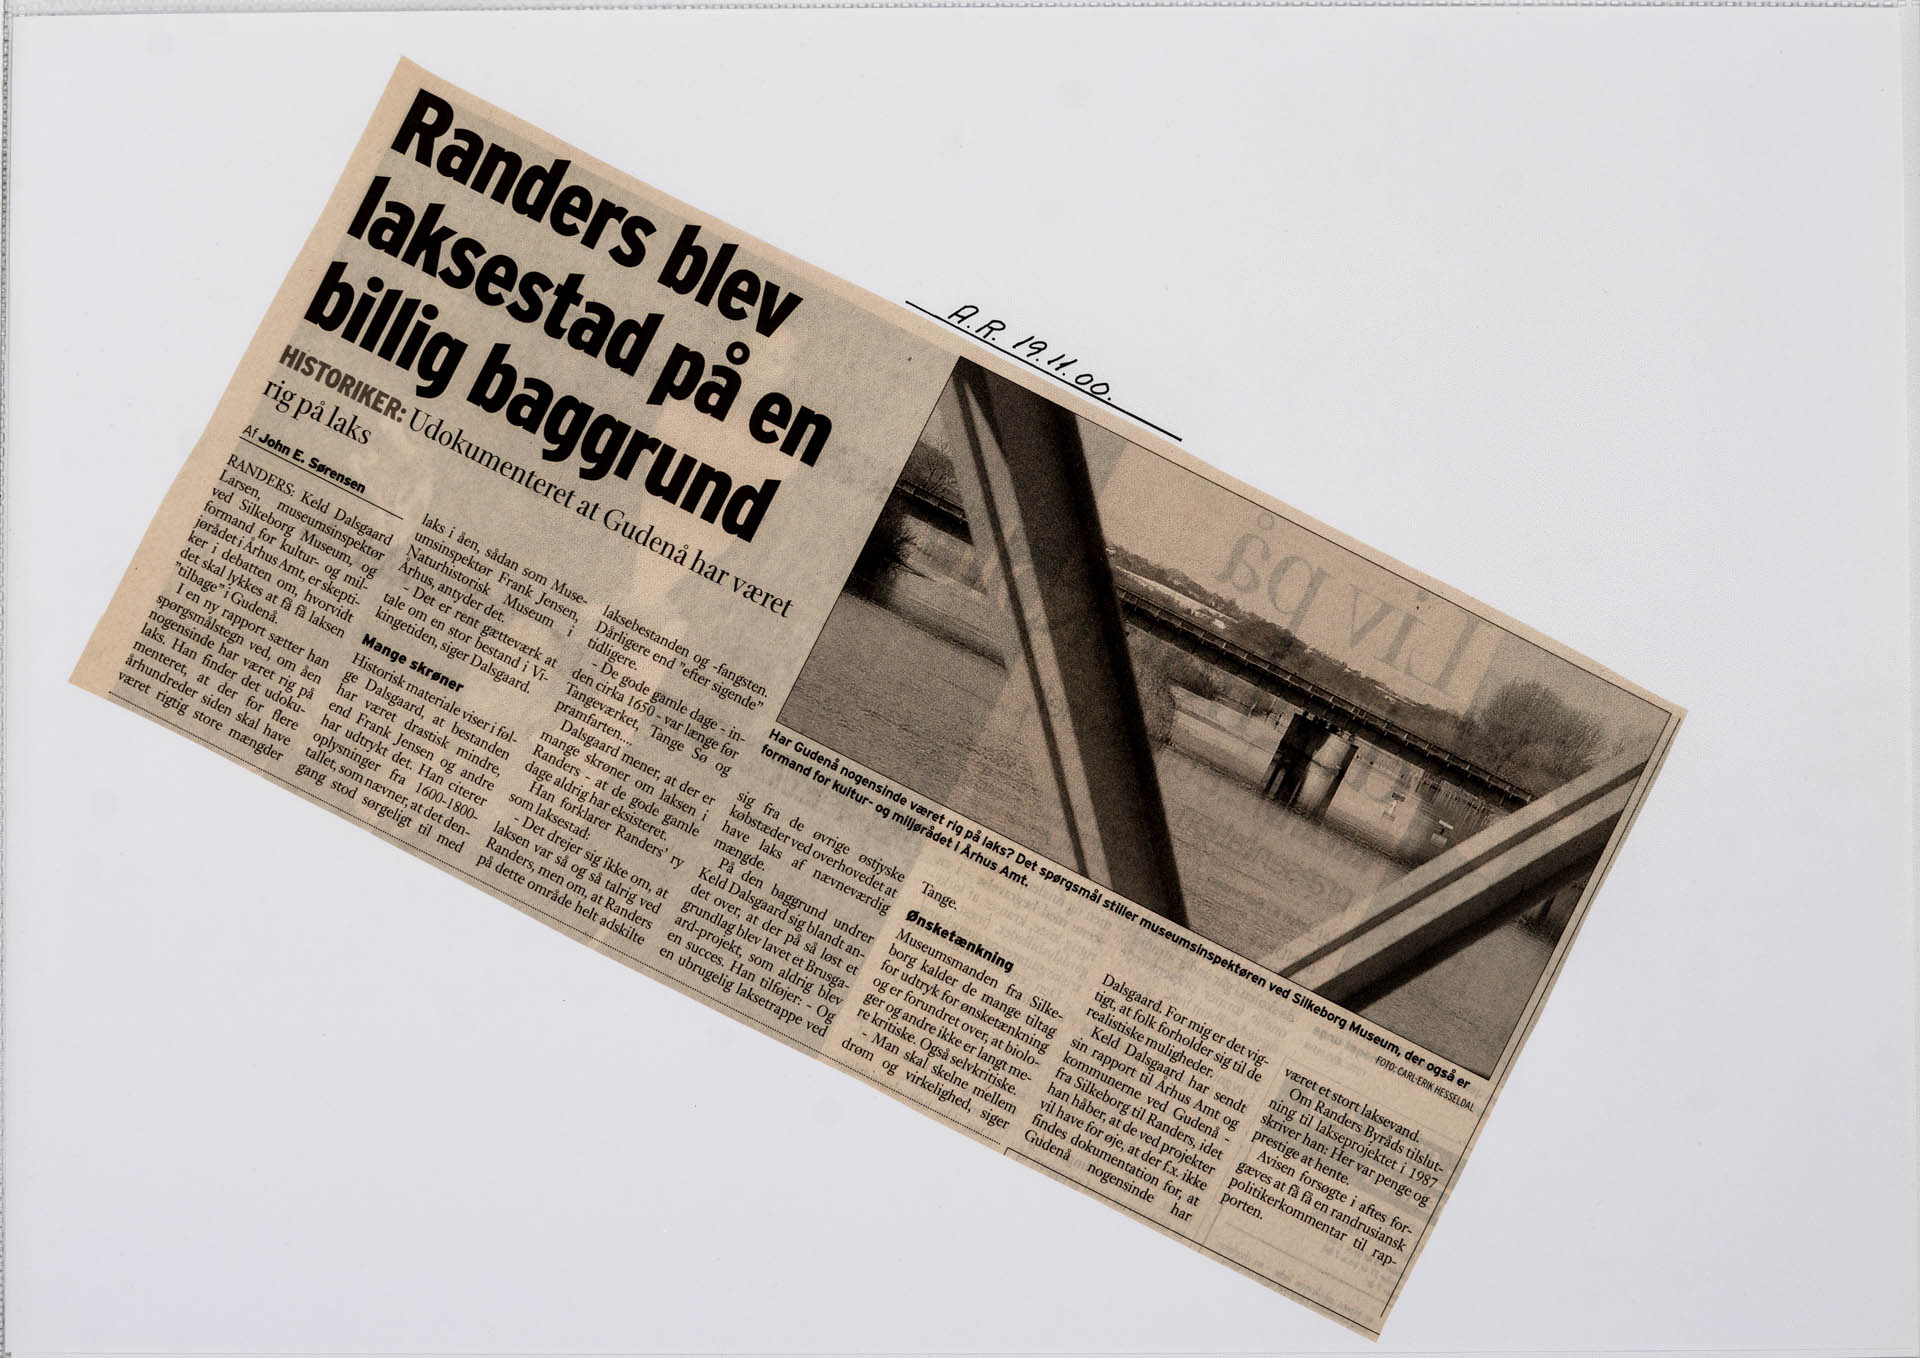 A.R. 19.11.00.
Randers blev
laksestad på en
billig baggrund
HISTORIKER: Udokumenteret at Gudenå har været
rig på laks
Af John E. Sørensen
RANDERS: Keld Dalsgaard
Larsen, museumsinspektør
ved Silkeborg Museum, og
formand for kultur- og mil-
jørådet i Århus Amt, er skepti-
ker i debatten om, hvorvidt
det skal lykkes at få få laksen
"tilbage" i Gudenå.
I en ny rapport sætter han
spørgsmålstegn ved, om åen
nogensinde har været rig på
laks. Han finder det udoku-
menteret, at der for flere
århundreder siden skal have
været rigtig store mængder
laks i åen, sådan som Muse-
umsinspektør Frank Jensen,
Naturhistorisk Museum i
Århus, antyder det.
- Det er rent gætteværk at
tale om en stor bestand i Vi-
kingetiden, siger Dalsgaard.
Mange skrøner
Historisk materiale viser i føl-
ge Dalsgaard, at bestanden
har været drastisk mindre,
end Frank Jensen og andre
har udtrykt det. Han citerer
oplysninger fra 1600-1800-
tallet, som nævner, at det den-
gang stod sørgeligt til med
laksebestanden og -fangsten.
Dårligere end "efter sigende"
tidligere.
- De gode gamle dage - in-
den cirka 1650 - var længe før
Tangeværket, Tange Sø og
pramfarten...
Dalsgaard mener, at der er
mange skrøner om laksen i
Randers - at de gode gamle
dage aldrig har eksisteret.
Han forklarer Randers' ry
som laksestad.
- Det drejer sig ikke om, at
laksen var så og så talrig ved
Randers, men om, at Randers
på dette område helt adskilte
sig fra de øvrige østjyske
købstæder ved overhovedet at
have laks af nævneværdig
mængde.
På den baggrund undrer
Keld Dalsgaard sig blandt an-
det over, at der på så løst et
grundlag blev lavet et Brusga-
ard-projekt, som aldrig blev
en succes. Han tilføjer: - Og
en ubrugelig laksetrappe ved
Tange.
Ønsketænkning
Museumsmanden fra Silke-
borg kalder de mange tiltag
for udtryk for ønsketænkning
og er forundret over, at biolo-
ger og andre ikke er langt me-
re kritiske. Også selvkritiske.
- Man skal skelne mellem
drøm og virkelighed, siger
Dalsgaard. For mig er det vig-
tigt, at folk forholder sig til de
realistiske muligheder.
Keld Dalsgaard har sendt
sin rapport til Århus Amt og
kommunerne ved Gudenå -
fra Silkeborg til Randers, idet
han håber, at de ved projekter
vil have for øje, at der f.x. ikke
findes dokumentation for, at
Gudenå nogensinde har
været et stort laksevand.
Om Randers Byråds tilslut-
ning til lakseprojektet i 1987
skriver han: Her var penge og
prestige at hente.
Avisen forsøgte i aftes for-
gæves at få få en randrusiansk
politikerkommentar til rap-
porten.
Har Gudenå nogensinde været rig på laks? Det spørgsmål stiller museumsinspektøren ved Silkeborg Museum, der også er
formand for kultur- og miljørådet i Århus Amt.
FOTO: CARL-ERIK HESSELDAL
Liv på